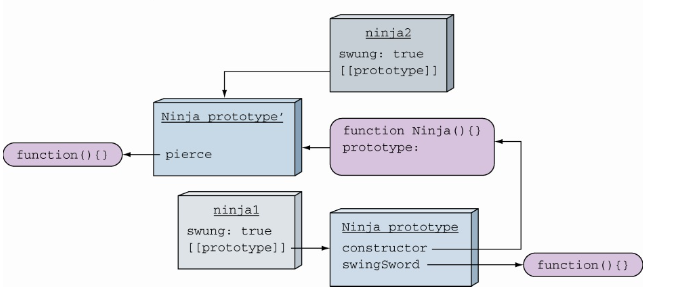 ninja2
swung: true
[[prototype]]
Ninja prototype’
pierce
function(){}
function Ninja(){}
prototype:
ninja1
swung: true
[[prototype]]
Ninja prototype
constructor
swingSword
function(){}